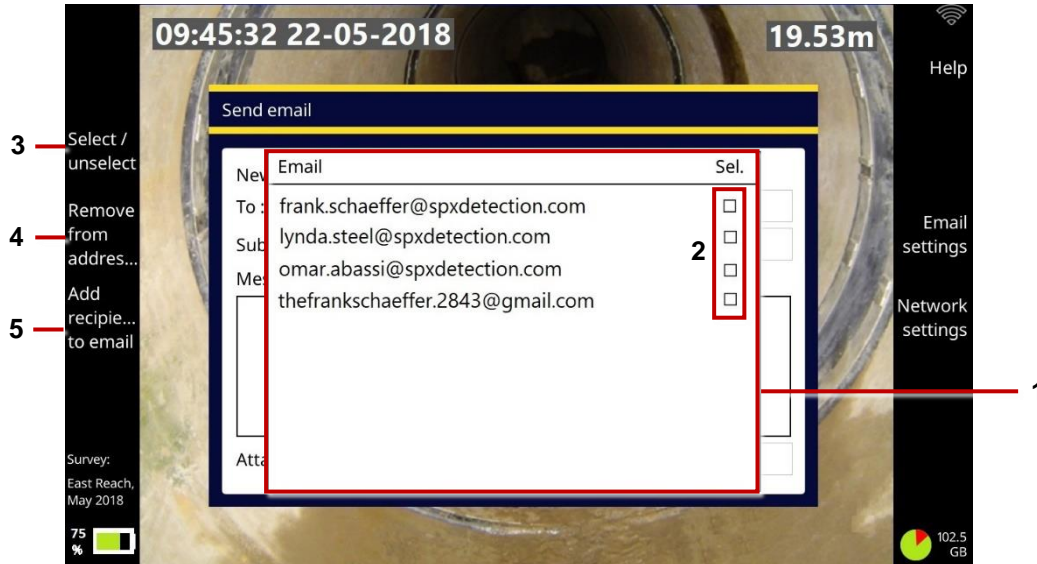 09:45:32 22-05-2018
19.53m
Help
Send email
3
Select /
unselect
4
Remove
from
addres...
5
Add
recipie...
to email
Survey:
East Reach,
May 2018
75
%
Email Sel.
To :
frank.schaeffer@spxdetection.com
lynda.steel@spxdetection.com
omar.abassi@spxdetection.com
thefrankschaeffer.2843@gmail.com
2
Email
settings
Network
settings
1
102.5
GB